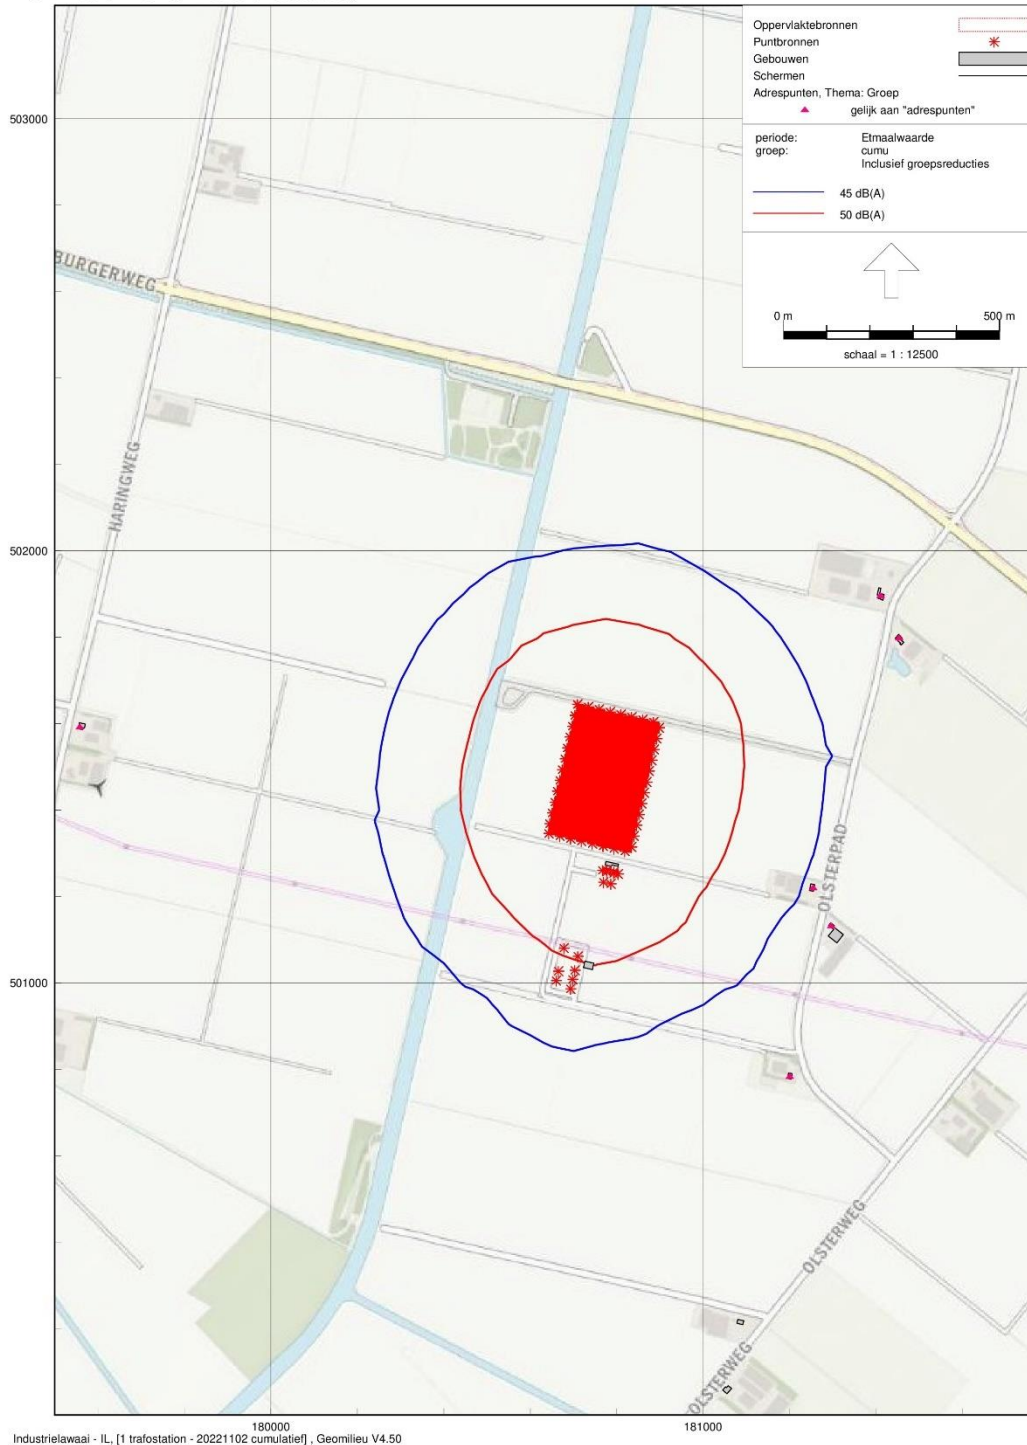 Oppervlaktebronnen
Puntbronnen
Gebouwen
Schermen
Adrespunten, Thema: Groep
gelijk aan "adrespunten"
periode: Etmaalwaarde
groep: cumu
Inclusief groepsreducties
45 dB(A)
50 dB(A)
0 m 500 m
schaal = 1 : 12500
503000
BURGERWEG
HARINGWEG
502000
OLSTERPAD
501000
OLSTERWEG
OLSTERWEG
180000 181000
Industrielawaai - IL, [1 trafostation - 20221102 cumulatief] , Geomilieu V4.50